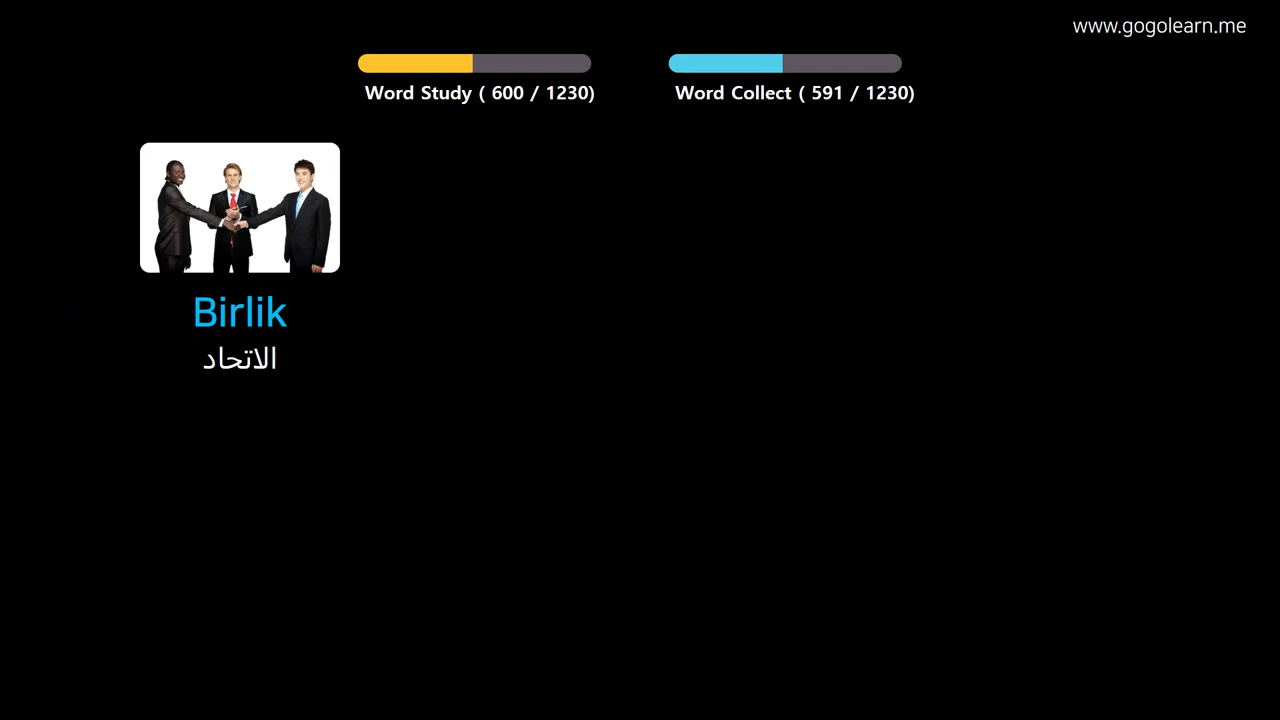 www.gogolearn.me
Word Study ( 600 / 1230)
Word Collect ( 591 / 1230)
Birlik
الاتحاد